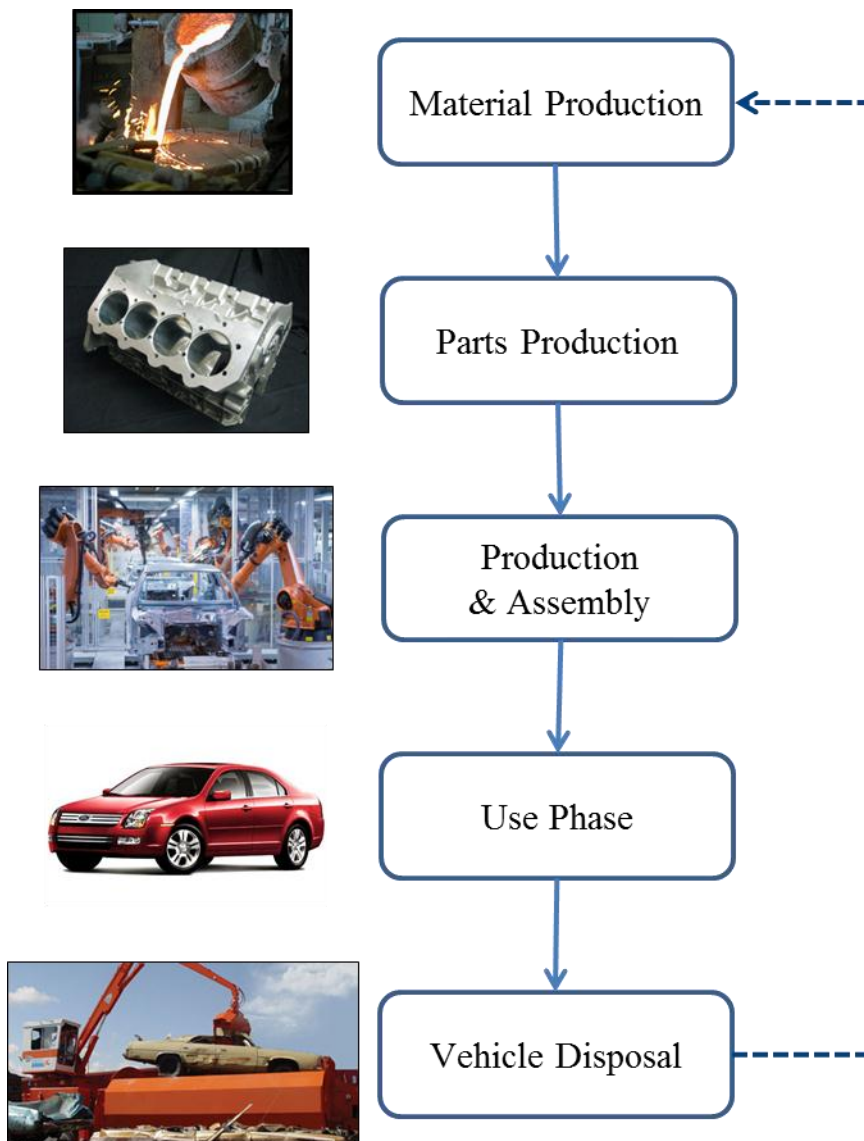 Material Production
Parts Production
Production
& Assembly
Use Phase
Vehicle Disposal